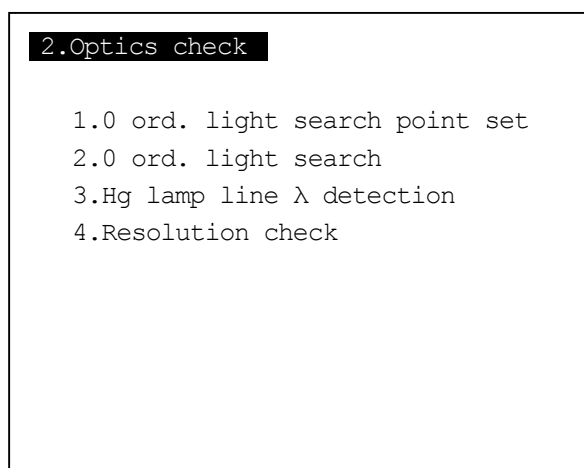 2.Optics check
1.0 ord. light search point set
2.0 ord. light search
3.Hg lamp line λ detection
4.Resolution check